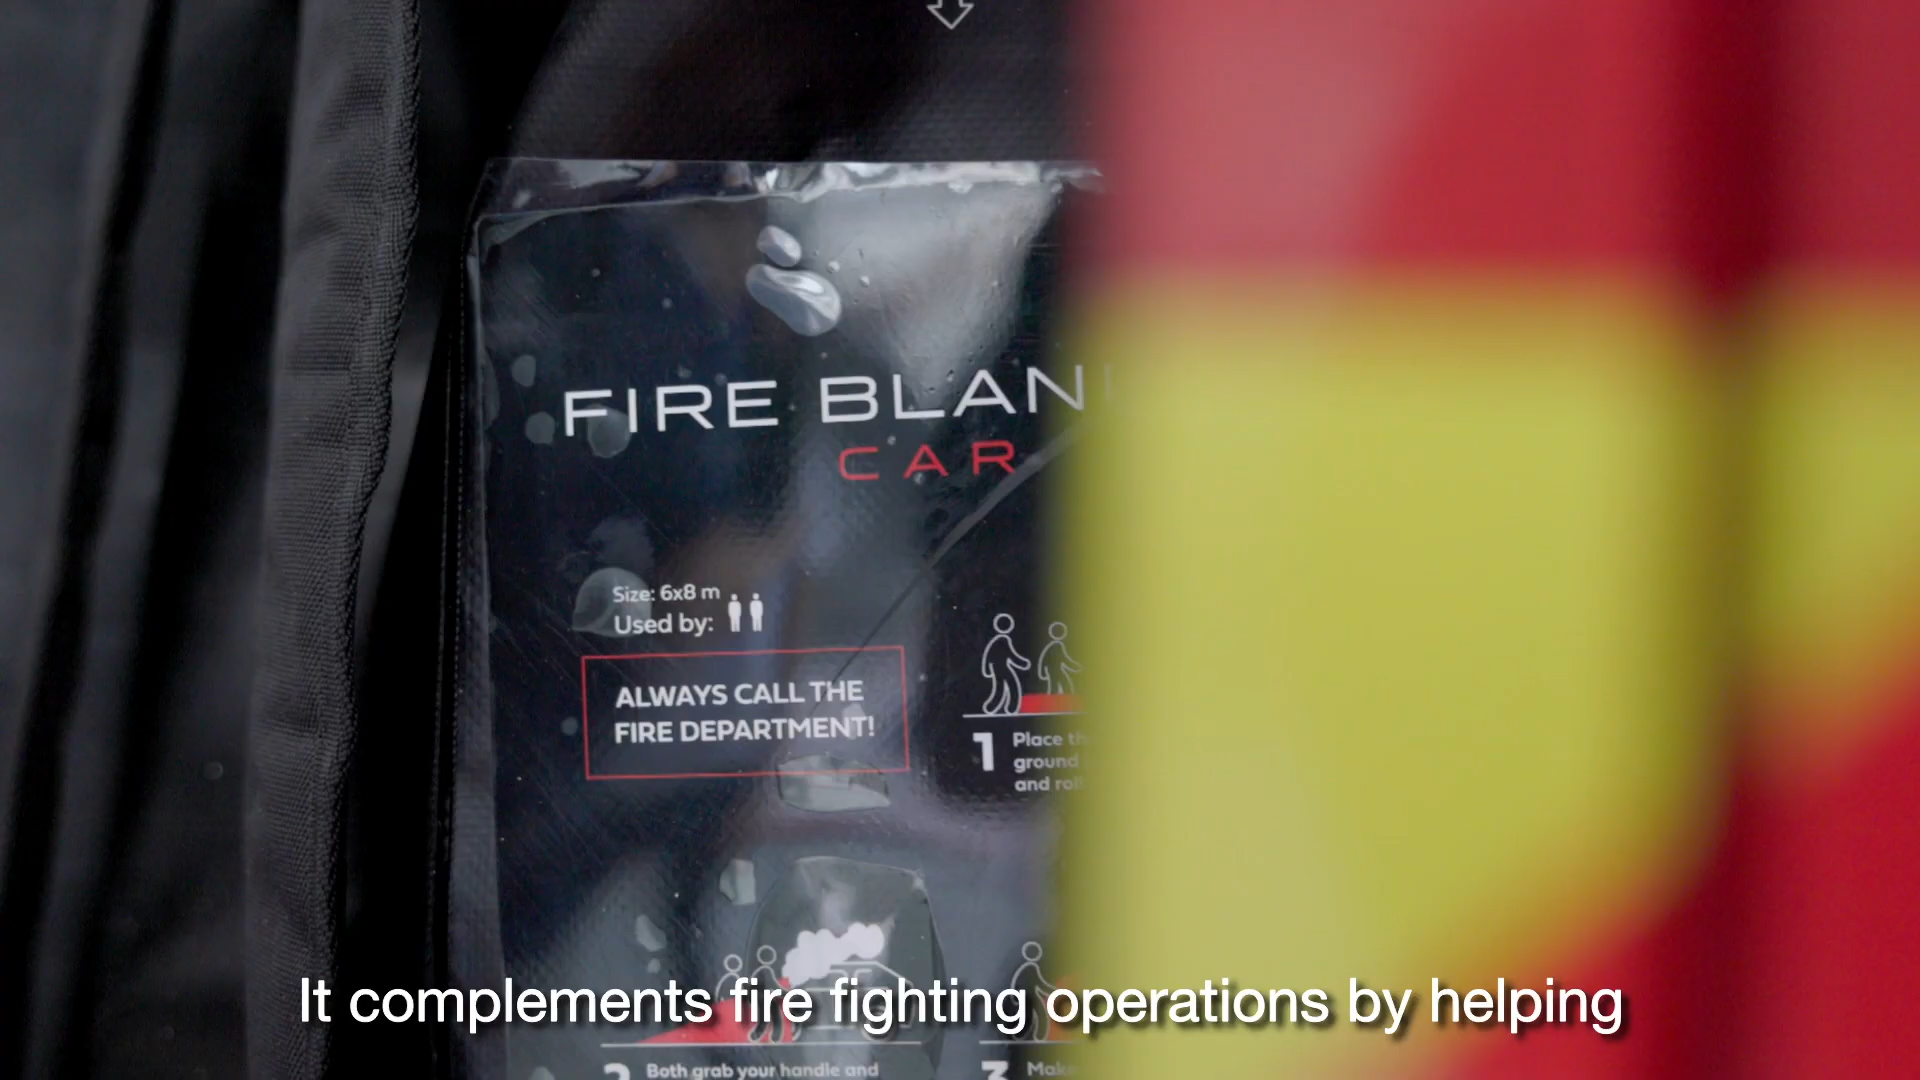 FIRE BLAN
CAR
Size: 6x8 m
Used by:
ALWAYS CALL THE
FIRE DEPARTMENT!
1 Place
ground
and
2 Both grab your handle and
3
It complements fire fighting operations by helping